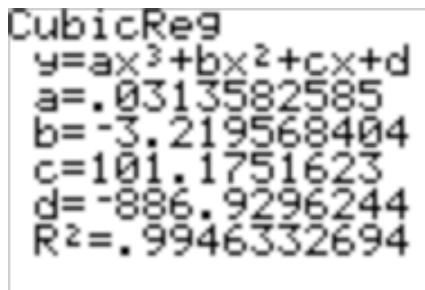 CubicReg
y=ax³+bx²+cx+d
a=.0313582585
b=-3.219568404
c=101.1751623
d=-886.9296244
R²=.9946332694